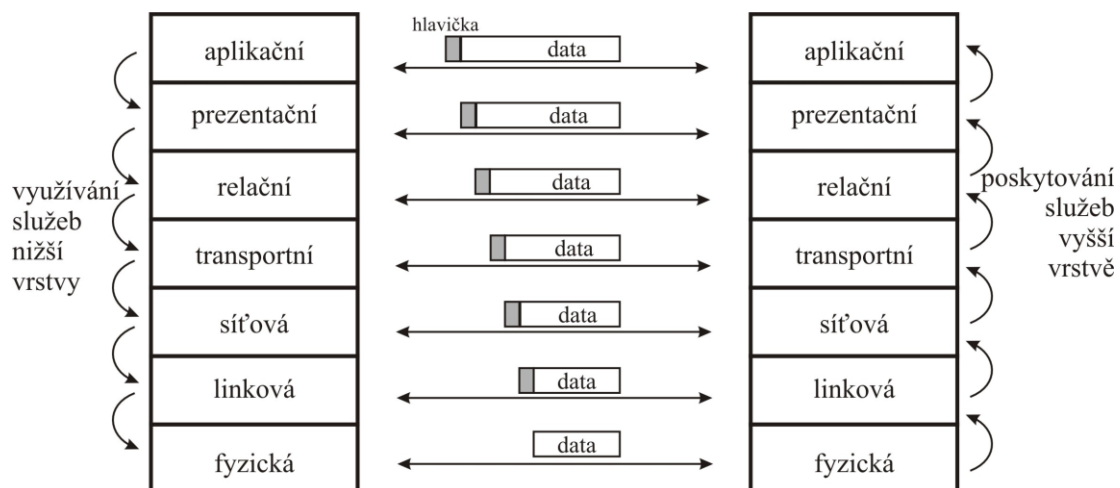 hlavička
aplikační
data
aplikační
prezentační
data
prezentační
využívání
služeb
nižší
vrstvy
relační
data
relační
poskytování
služeb
vyšší
vrstvě
transportní
data
transportní
síťová
data
síťová
linková
data
linková
fyzická
data
fyzická